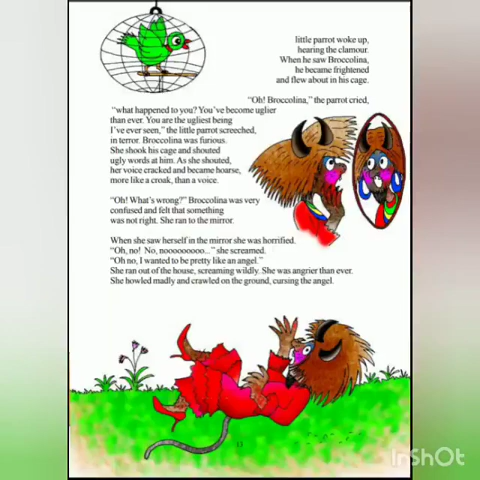 little parrot woke up,
hearing the clamour.
When he saw Broccolina,
he became frightened
and flew about in his cage.
"Oh! Broccolina," the parrot cried,
"what happened to you? You've become uglier
than ever. You are the ugliest being
I've ever seen," the little parrot screeched,
in terror. Broccolina was furious.
She shook his cage and shouted
ugly words at him. As she shouted,
her voice cracked and became hoarse,
more like a croak, than a voice.
"Oh! What's wrong?" Broccolina was very
confused and felt that something
was not right. She ran to the mirror.
When she saw herself in the mirror she was horrified.
"Oh, no! No, nooooooooo..." she screamed.
"Oh no, I wanted to be pretty like an angel."
She ran out of the house, screaming wildly. She was angrier than ever.
She howled madly and crawled on the ground, cursing the angel.
13
InShOt